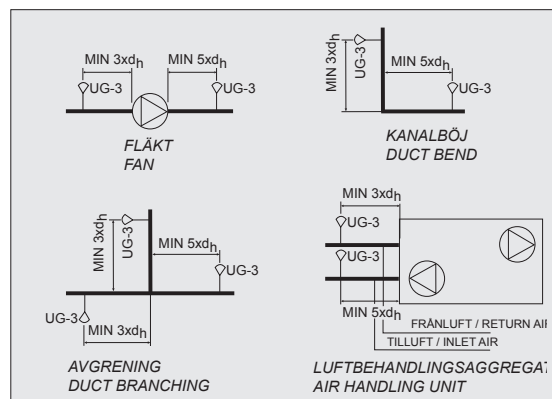 MIN 3xdh
MIN 5xdh
UG-3
UG-3
FLÄKT
FAN
MIN 3xdh
UG-3
MIN 5xdh
UG-3
KANALBÖJ
DUCT BEND
MIN 3xdh
UG-3
MIN 5xdh
UG-3
UG-3
MIN 3xdh
AVGRENING
DUCT BRANCHING
MIN 3xdh
UG-3
UG-3
MIN 5xdh
FRÅNLUFT / RETURN AIR
TILLUFT / INLET AIR
LUFTBEHANDLINGSAGGREGAT
AIR HANDLING UNIT